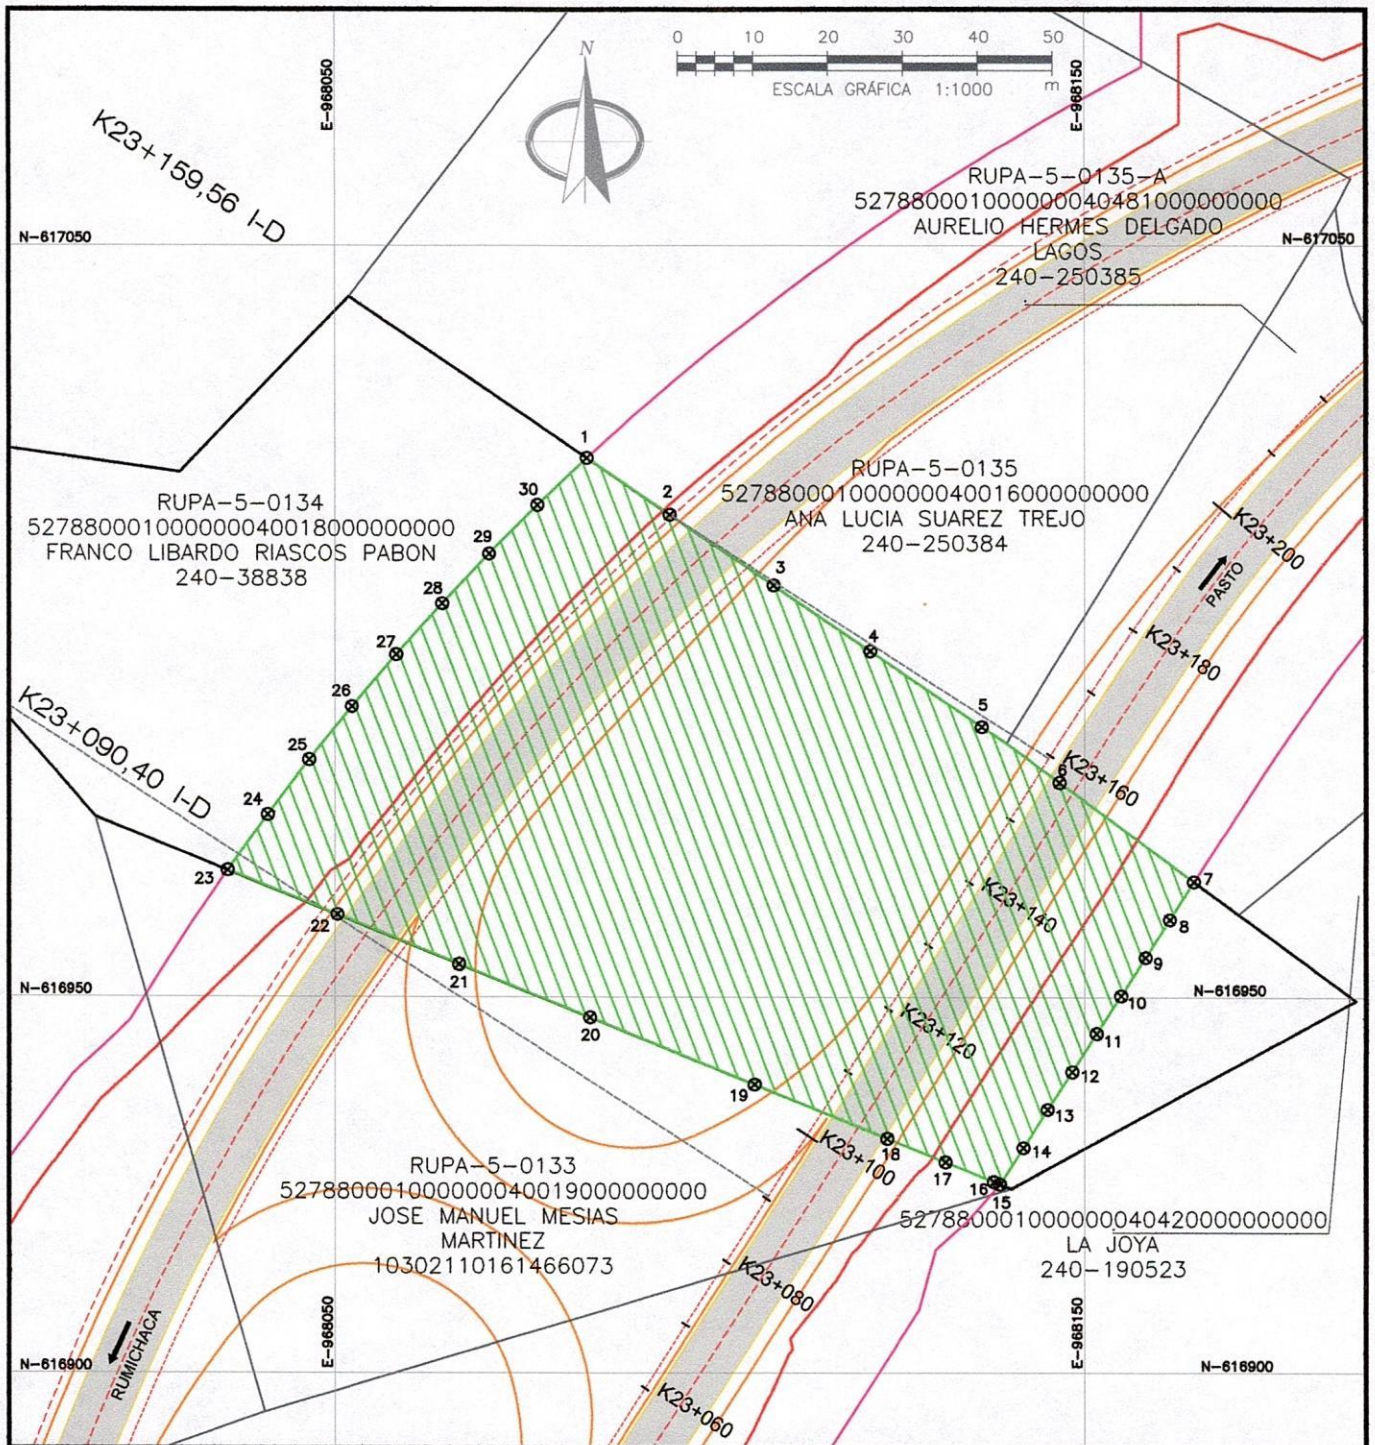 0 10 20 30 40 50
ESCALA GRÁFICA 1:1000 m
N
E-968050
E-968150
K23+159,56 I-D
RUPA-5-0135-A
527880001000000040481000000000
AURELIO HERMES DELGADO
LAGOS
240-250385
N-617050
N-617050
1
2
3
4
5
6
7
8
9
10
11
12
13
14
15
16
17
18
19
20
21
22
23
24
25
26
27
28
29
30
RUPA-5-0134
527880001000000040018000000000
FRANCO LIBARDO RIASCOS PABON
240-38838
RUPA-5-0135
527880001000000040016000000000
ANA LUCIA SUAREZ TREJO
240-250384
K23+200
PASTO
K23+180
K23+160
K23+140
K23+120
K23+100
K23+080
K23+060
K23+090,40 I-D
N-616950
N-616950
RUPA-5-0133
527880001000000040019000000000
JOSE MANUEL MESIAS
MARTINEZ
10302110161466073
527880001000000040420000000000
LA JOYA
240-190523
RUMICHACA
E-968050
E-968150
N-616900
N-616900